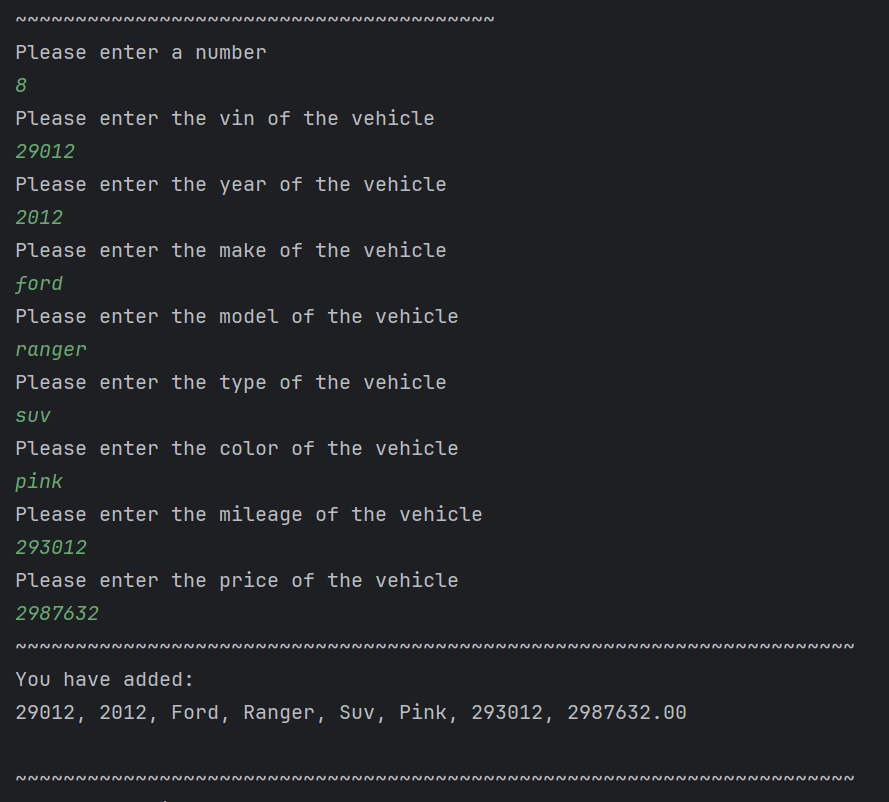 ~~~~~~~~~~~~~~~~~~~~~~~~~~~~~~~~~~~~~~~~
Please enter a number
8
Please enter the vin of the vehicle
29012
Please enter the year of the vehicle
2012
Please enter the make of the vehicle
ford
Please enter the model of the vehicle
ranger
Please enter the type of the vehicle
suv
Please enter the color of the vehicle
pink
Please enter the mileage of the vehicle
293012
Please enter the price of the vehicle
2987632
~~~~~~~~~~~~~~~~~~~~~~~~~~~~~~~~~~~~~~~~~~~~~~~~~~~~~~~~~~~~~~~~~~~~~~
You have added:
29012, 2012, Ford, Ranger, Suv, Pink, 293012, 2987632.00
~~~~~~~~~~~~~~~~~~~~~~~~~~~~~~~~~~~~~~~~~~~~~~~~~~~~~~~~~~~~~~~~~~~~~~